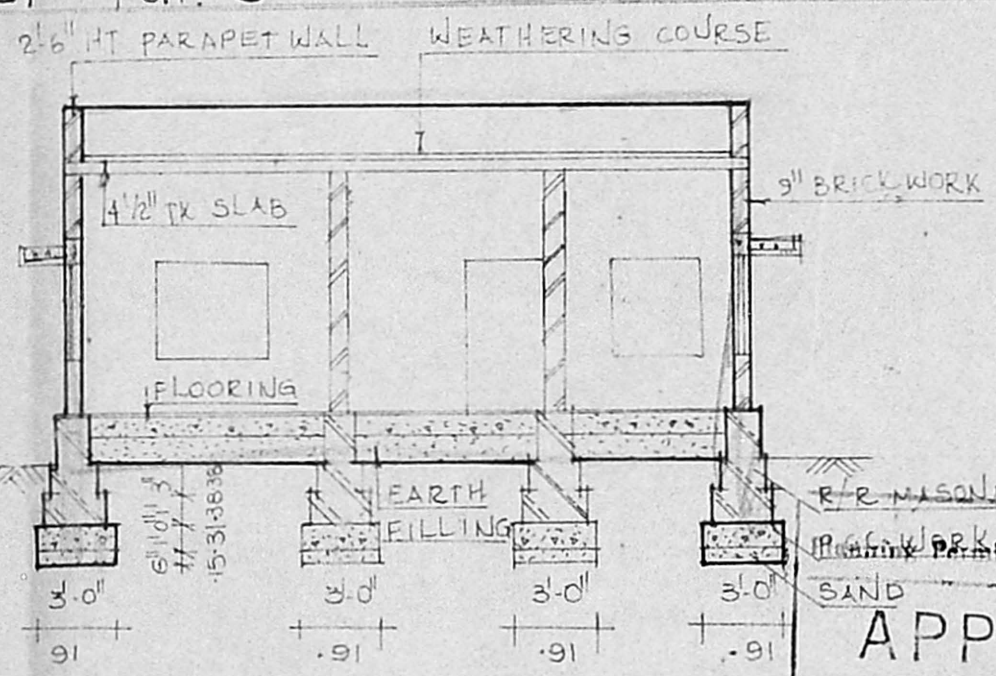 2'-6" HT PARAPET WALL
WEATHERING COURSE
9" BRICK WORK
4 1/2" TK SLAB
FLOORING
EARTH
FILLING
R R MASON
SAND
3'-0" 3'-0" 3'-0" 3'-0"
.91 .91 .91 .91
APP